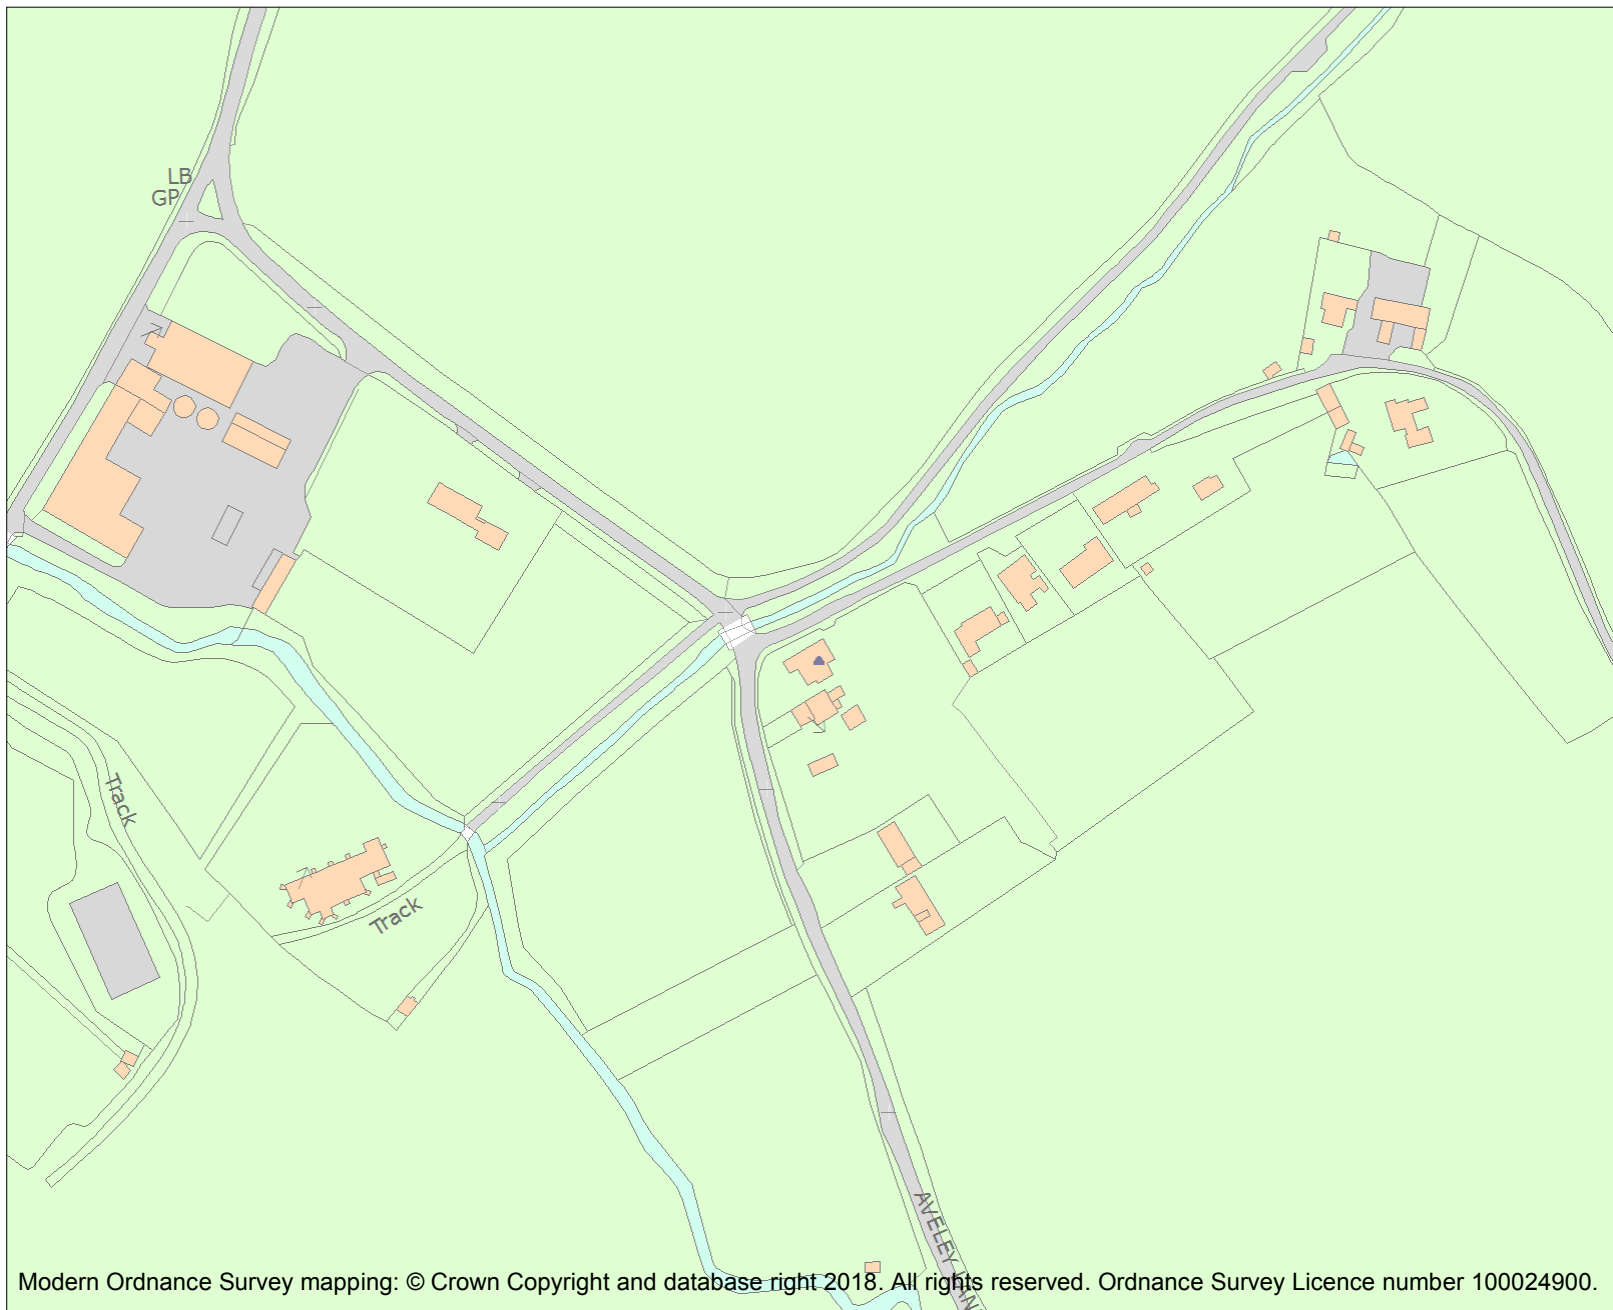 LB
GP
Track
Track
AVELEY LAN
Modern Ordnance Survey mapping: © Crown Copyright and database right 2018. All rights reserved. Ordnance Survey Licence number 100024900.